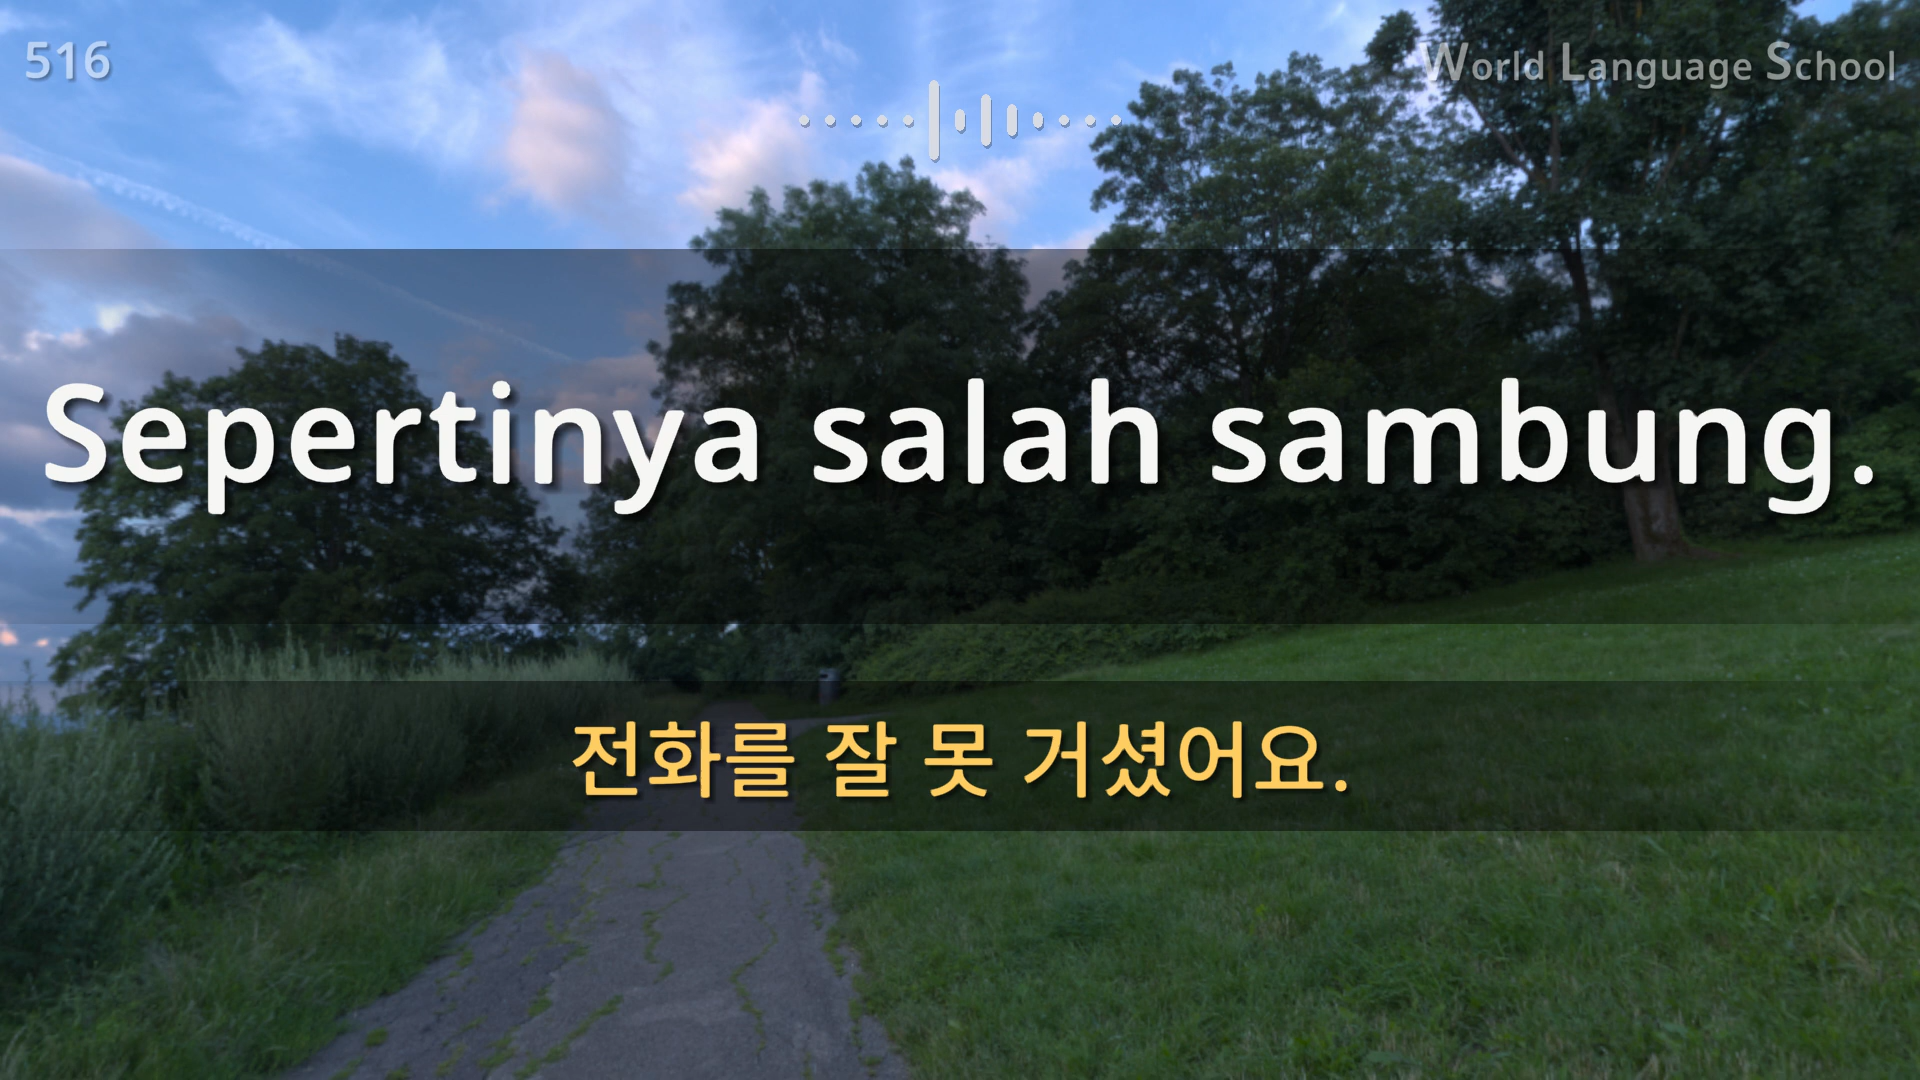 516
World Language School
Sepertinya salah sambung.
전화를 잘 못 거셨어요.